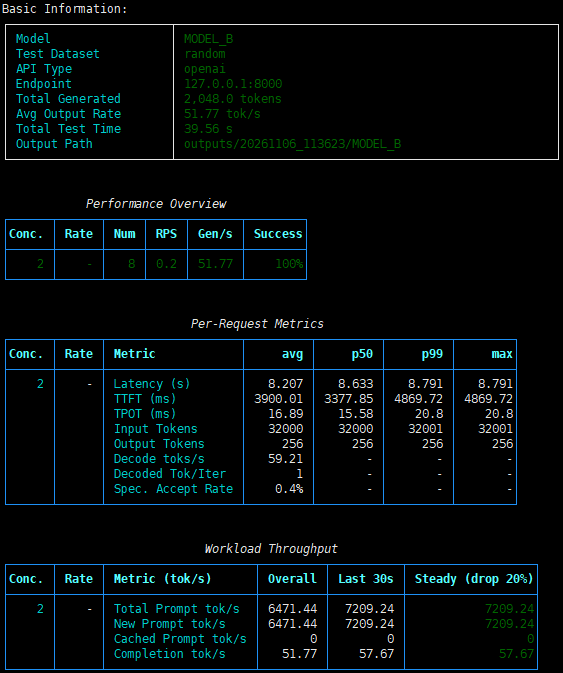 Basic Information:
Model MODEL_B
Test Dataset random
API Type openai
Endpoint 127.0.0.1:8000
Total Generated 2,048.0 tokens
Avg Output Rate 51.77 tok/s
Total Test Time 39.56 s
Output Path outputs/20261106_113623/MODEL_B
Performance Overview
Conc. Rate Num RPS Gen/s Success
2 - 8 0.2 51.77 100%
Per-Request Metrics
Conc. Rate Metric avg p50 p99 max
2 - Latency (s) 8.207 8.633 8.791 8.791
TTFT (ms) 3900.01 3377.85 4869.72 4869.72
TPOT (ms) 16.89 15.58 20.8 20.8
Input Tokens 32000 32000 32001 32001
Output Tokens 256 256 256 256
Decode toks/s 59.21 - - -
Decoded Tok/Iter 1 - - -
Spec. Accept Rate 0.4% - - -
Workload Throughput
Conc. Rate Metric (tok/s) Overall Last 30s Steady (drop 20%)
2 - Total Prompt tok/s 6471.44 7209.24 7209.24
New Prompt tok/s 6471.44 7209.24 7209.24
Cached Prompt tok/s 0 0 0
Completion tok/s 51.77 57.67 57.67